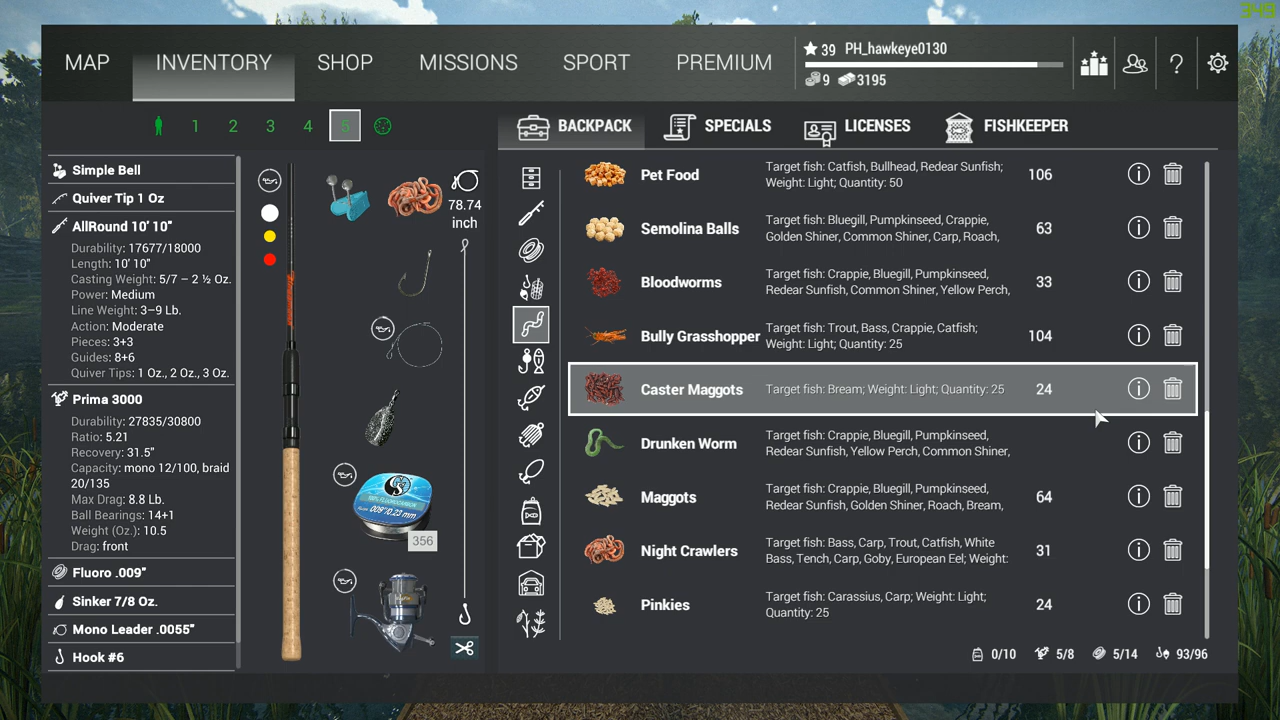 349
MAP
INVENTORY
SHOP
MISSIONS
SPORT
PREMIUM
39 PH_hawkeye0130
9 3195
?
1 2 3 4 5
BACKPACK
SPECIALS
LICENSES
FISHKEEPER
Simple Bell
Quiver Tip 1 Oz
AllRound 10' 10"
Durability: 17677/18000
Length: 10' 10"
Casting Weight: 5/7 – 2 ½ Oz.
Power: Medium
Line Weight: 3–9 Lb.
Action: Moderate
Pieces: 3+3
Guides: 8+6
Quiver Tips: 1 Oz., 2 Oz., 3 Oz.
Prima 3000
Durability: 27835/30800
Ratio: 5.21
Recovery: 31.5"
Capacity: mono 12/100, braid
20/135
Max Drag: 8.8 Lb.
Ball Bearings: 14+1
Weight (Oz.): 10.5
Drag: front
Fluoro .009"
Sinker 7/8 Oz.
Mono Leader .0055"
Hook #6
78.74
inch
100% FLUOROCARBON
.009"/0.23 mm
356
Pet Food
Target fish: Catfish, Bullhead, Redear Sunfish;
Weight: Light; Quantity: 50
106
Semolina Balls
Target fish: Bluegill, Pumpkinseed, Crappie,
Golden Shiner, Common Shiner, Carp, Roach,
63
Bloodworms
Target fish: Crappie, Bluegill, Pumpkinseed,
Redear Sunfish, Common Shiner, Yellow Perch,
33
Bully Grasshopper
Target fish: Trout, Bass, Crappie, Catfish;
Weight: Light; Quantity: 25
104
Caster Maggots
Target fish: Bream; Weight: Light; Quantity: 25
24
Drunken Worm
Target fish: Crappie, Bluegill, Pumpkinseed,
Redear Sunfish, Yellow Perch, Common Shiner,
Maggots
Target fish: Crappie, Bluegill, Pumpkinseed,
Redear Sunfish, Golden Shiner, Roach, Bream,
64
Night Crawlers
Target fish: Bass, Carp, Trout, Catfish, White
Bass, Tench, Carp, Goby, European Eel; Weight:
31
Pinkies
Target fish: Carassius, Carp; Weight: Light;
Quantity: 25
24
0/10 5/8 5/14 93/96